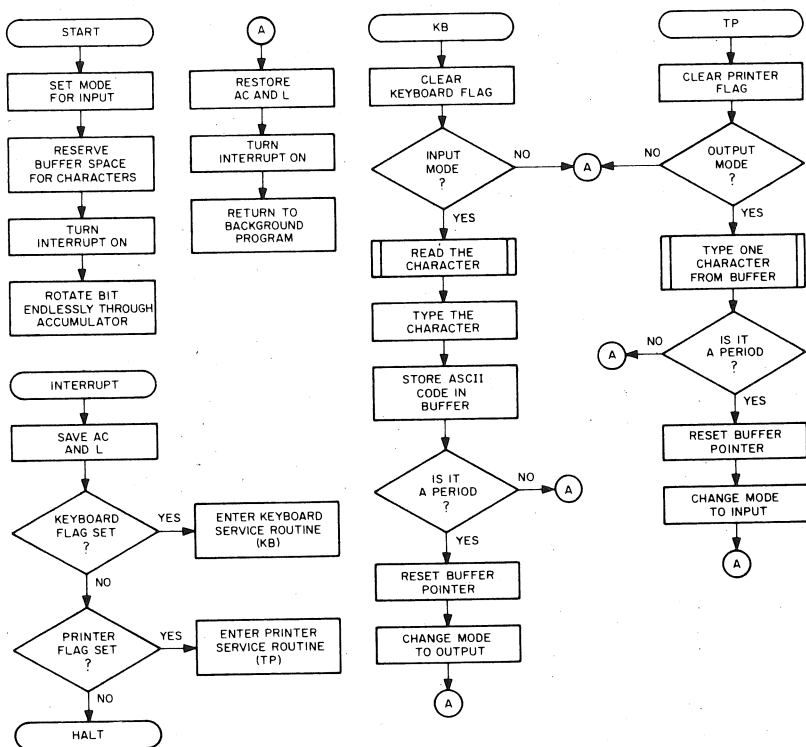 START
SET MODE
FOR INPUT
RESERVE
BUFFER SPACE
FOR CHARACTERS
TURN
INTERRUPT ON
ROTATE BIT
ENDLESSLY THROUGH
ACCUMULATOR
A
RESTORE
AC AND L
TURN
INTERRUPT ON
RETURN TO
BACKGROUND
PROGRAM
INTERRUPT
SAVE AC
AND L
KEYBOARD
FLAG SET
?
YES
ENTER KEYBOARD
SERVICE ROUTINE
(KB)
NO
PRINTER
FLAG SET
?
YES
ENTER PRINTER
SERVICE ROUTINE
(TP)
NO
HALT
KB
CLEAR
KEYBOARD FLAG
INPUT
MODE
?
NO
A
YES
READ THE
CHARACTER
TYPE THE
CHARACTER
STORE ASCII
CODE IN
BUFFER
IS IT
A PERIOD
?
NO
A
YES
RESET BUFFER
POINTER
CHANGE MODE
TO OUTPUT
A
TP
CLEAR PRINTER
FLAG
OUTPUT
MODE
?
NO
YES
TYPE ONE
CHARACTER
FROM BUFFER
IS IT
A PERIOD
?
NO
A
YES
RESET BUFFER
POINTER
CHANGE MODE
TO INPUT
A